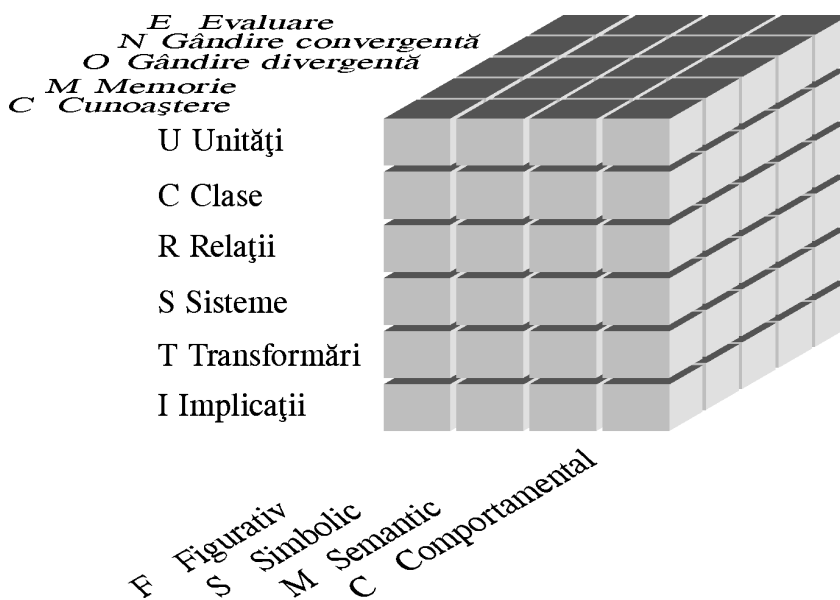 E Evaluare
N Gândire convergentă
O Gândire divergentă
M Memorie
C Cunoaştere
U Unităţi
C Clase
R Relaţii
S Sisteme
T Transformări
I Implicaţii
F Figurativ
S Simbolic
M Semantic
C Comportamental